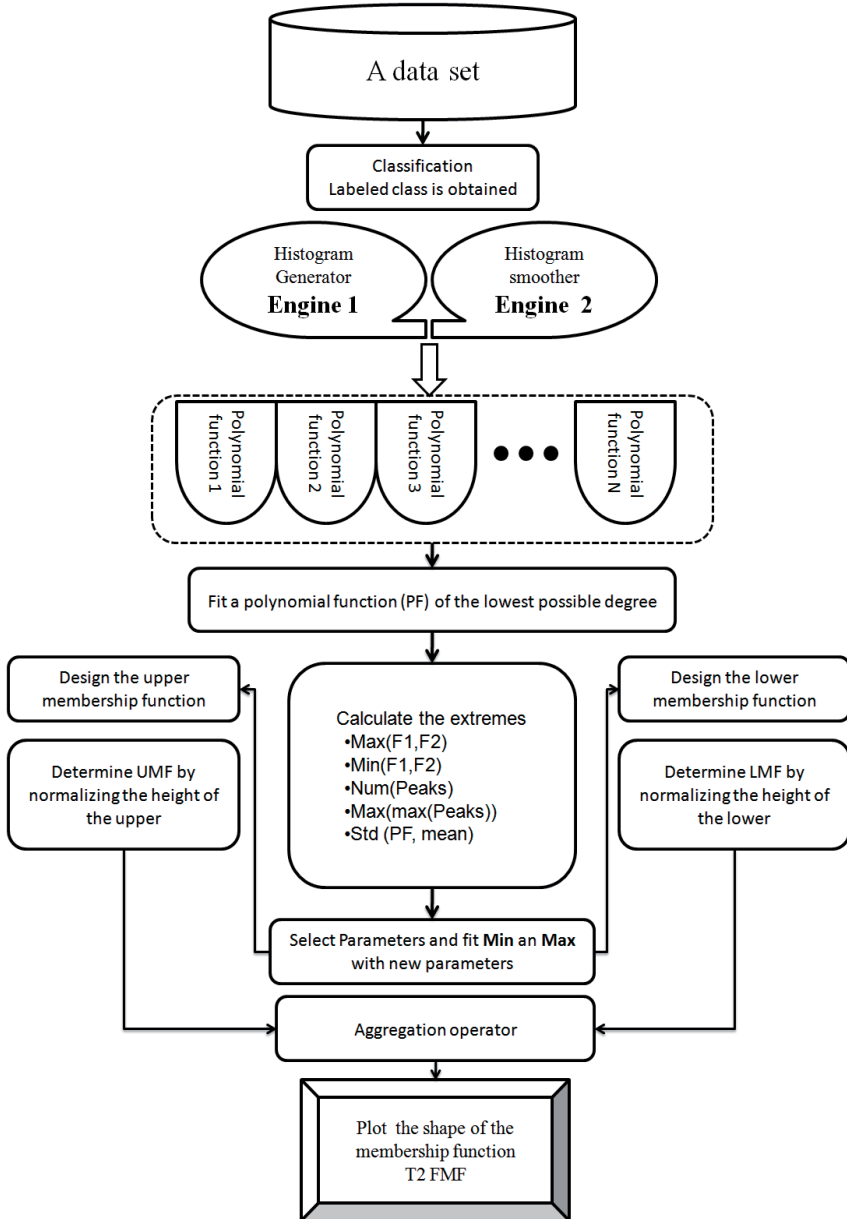 A data set
Classification
Labeled class is obtained
Histogram
Generator
Engine 1
Histogram
smoother
Engine 2
Polynomial
function 1
Polynomial
function 2
Polynomial
function 3
Polynomial
function N
Fit a polynomial function (PF) of the lowest possible degree
Design the upper
membership function
Design the lower
membership function
Calculate the extremes
•Max(F1,F2)
•Min(F1,F2)
•Num(Peaks)
•Max(max(Peaks))
•Std (PF, mean)
Determine UMF by
normalizing the height of
the upper
Determine LMF by
normalizing the height of
the lower
Select Parameters and fit Min an Max
with new parameters
Aggregation operator
Plot the shape of the
membership function
T2 FMF